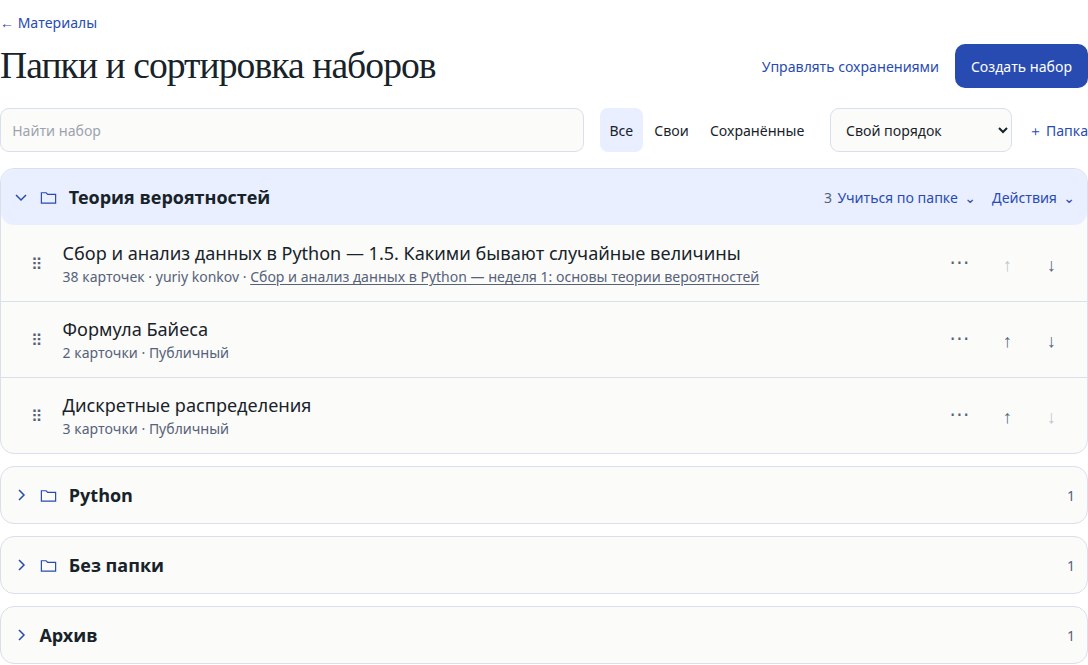 ← Материалы
Папки и сортировка наборов
Управлять сохранениями
Создать набор
Найти набор
Все
Свои
Сохранённые
Свой порядок
+ Папка
Теория вероятностей
3 Учиться по папке
Действия
Сбор и анализ данных в Python — 1.5. Какими бывают случайные величины
38 карточек · yuriy konkov · Сбор и анализ данных в Python — неделя 1: основы теории вероятностей
··· ↑ ↓
Формула Байеса
2 карточки · Публичный
··· ↑ ↓
Дискретные распределения
3 карточки · Публичный
··· ↑ ↓
Python
1
Без папки
1
Архив
1